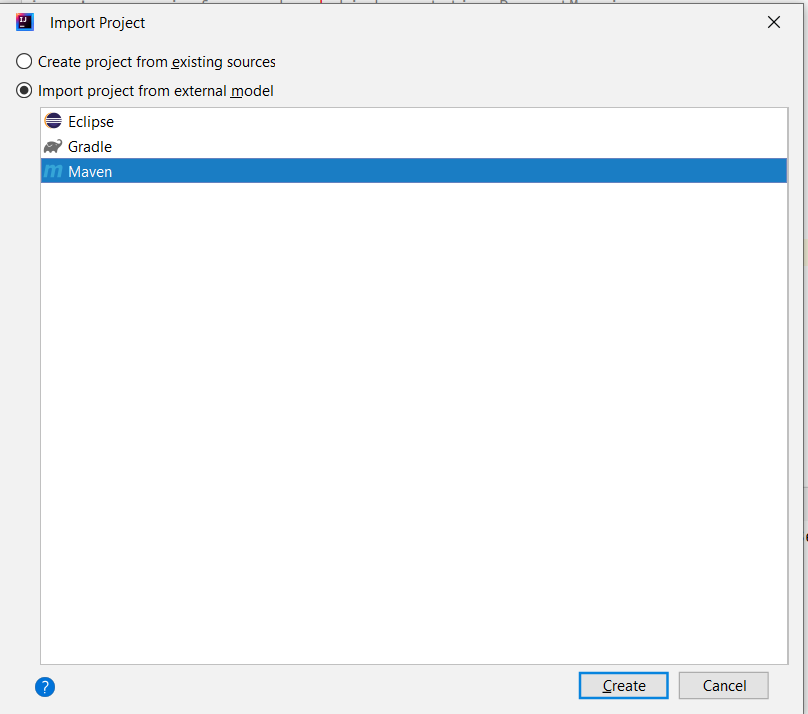 Import Project
Create project from existing sources
Import project from external model
Eclipse
Gradle
Maven
?
Create
Cancel